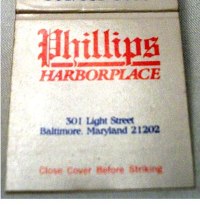 Phillips
HARBORPLACE
301 Light Street
Baltimore, Maryland 21202
Close Cover Before Striking